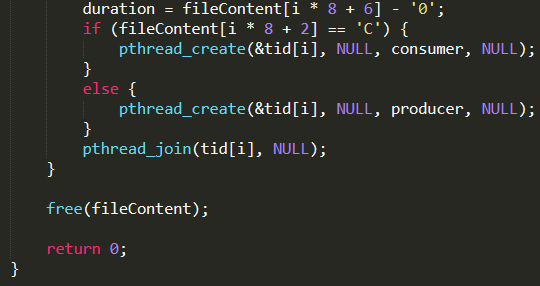 duration = fileContent[i * 8 + 6] - '0';
if (fileContent[i * 8 + 2] == 'C') {
pthread_create(&tid[i], NULL, consumer, NULL);
}
else {
pthread_create(&tid[i], NULL, producer, NULL);
}
pthread_join(tid[i], NULL);
}
free(fileContent);
return 0;
}